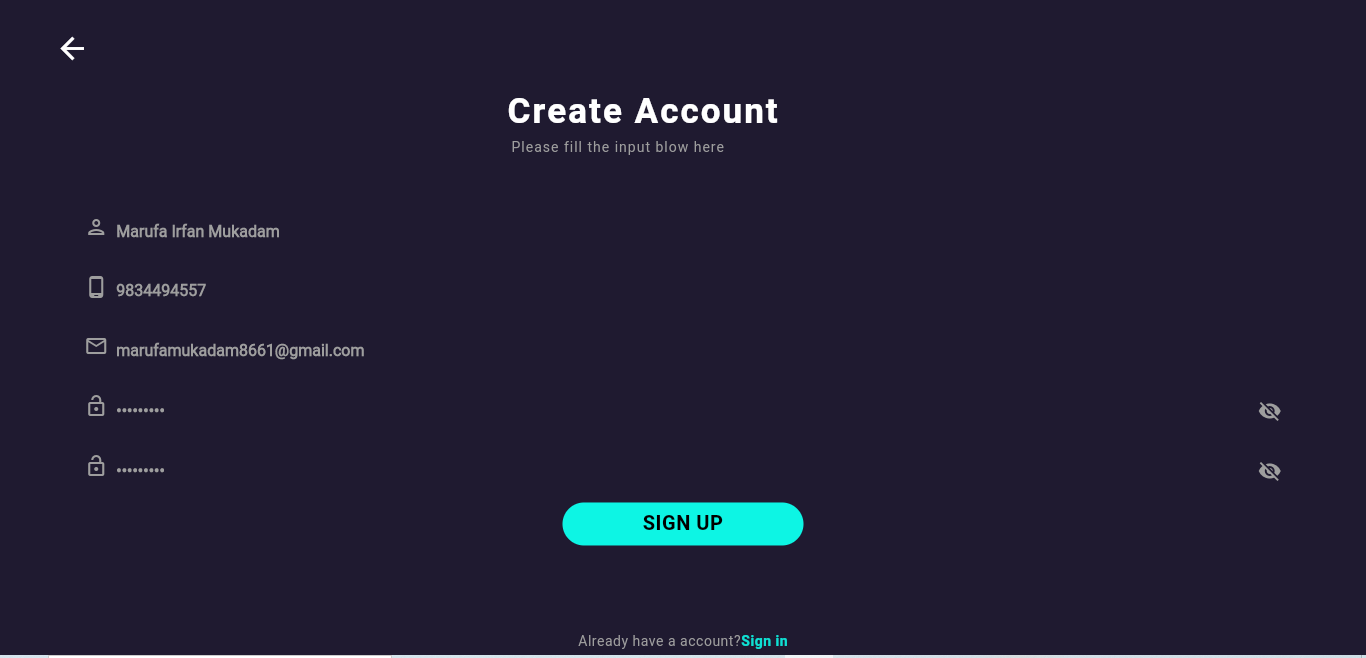 Create Account
Please fill the input blow here
Marufa Irfan Mukadam
9834494557
marufamukadam8661@gmail.com
•••••••••
•••••••••
SIGN UP
Already have a account?Sign in